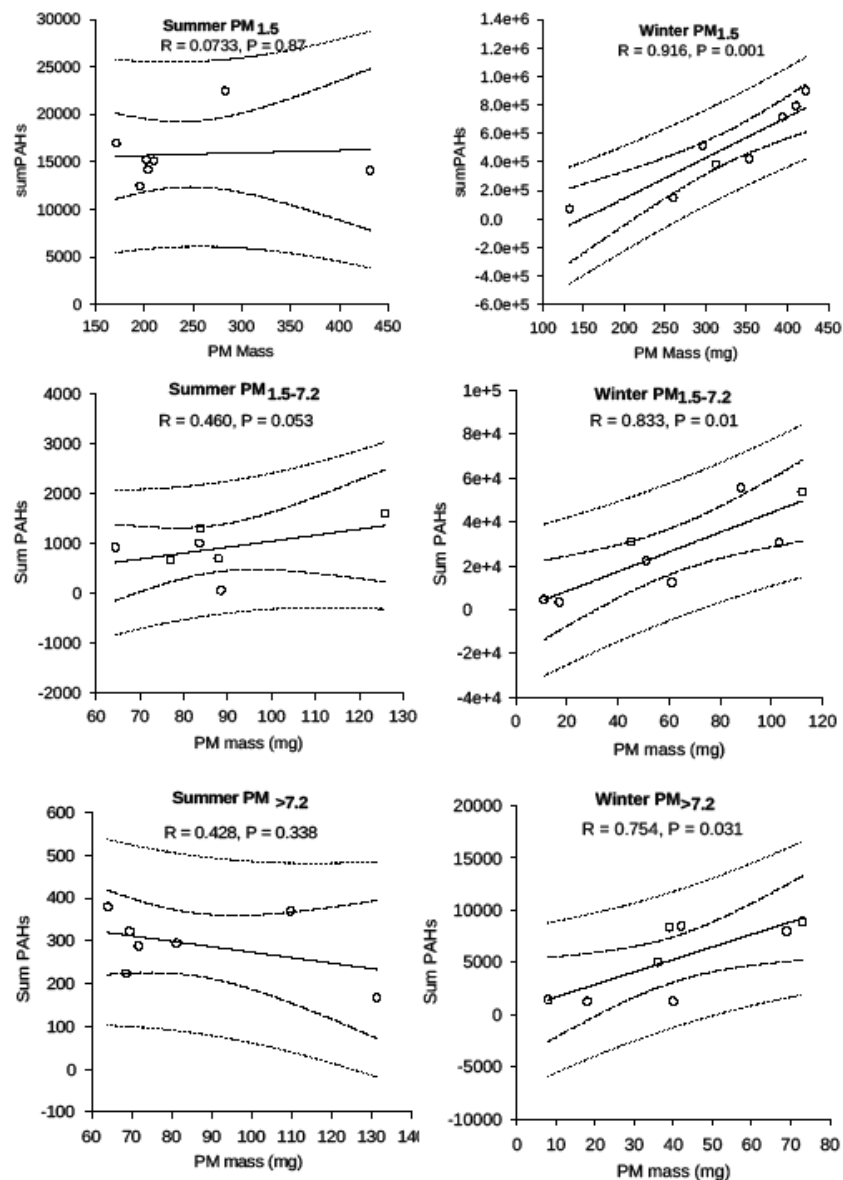 Summer PM1.5
R = 0.0733, P = 0.87
sumPAHs
30000
25000
20000
15000
10000
5000
0
150 200 250 300 350 400 450
PM Mass
Winter PM1.5
R = 0.916, P = 0.001
sumPAHs
1.4e+6
1.2e+6
1.0e+6
8.0e+5
6.0e+5
4.0e+5
2.0e+5
0.0
-2.0e+5
-4.0e+5
-6.0e+5
100 150 200 250 300 350 400 450
PM Mass (mg)
Summer PM1.5-7.2
R = 0.460, P = 0.053
Sum PAHs
4000
3000
2000
1000
0
-1000
-2000
60 70 80 90 100 110 120 130
PM mass (mg)
Winter PM1.5-7.2
R = 0.833, P = 0.01
Sum PAHs
1e+5
8e+4
6e+4
4e+4
2e+4
0
-2e+4
-4e+4
0 20 40 60 80 100 120
PM mass (mg)
Summer PM >7.2
R = 0.428, P = 0.338
Sum PAHs
600
500
400
300
200
100
0
-100
60 70 80 90 100 110 120 130 14
PM mass (mg)
Winter PM>7.2
R = 0.754, P = 0.031
Sum PAHs
20000
15000
10000
5000
0
-5000
-10000
0 10 20 30 40 50 60 70 80
PM mass (mg)